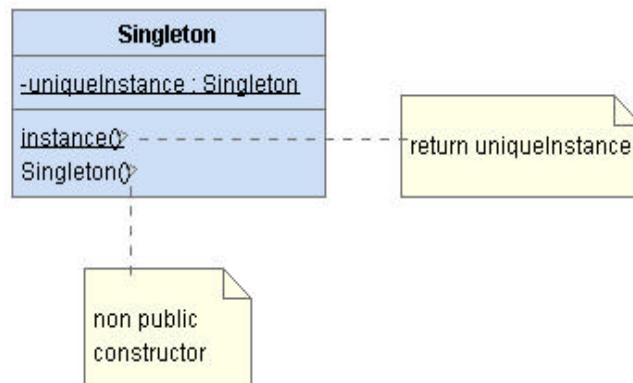 Singleton
-uniqueInstance : Singleton
instance()
return uniqueInstance
Singleton()
non public
constructor